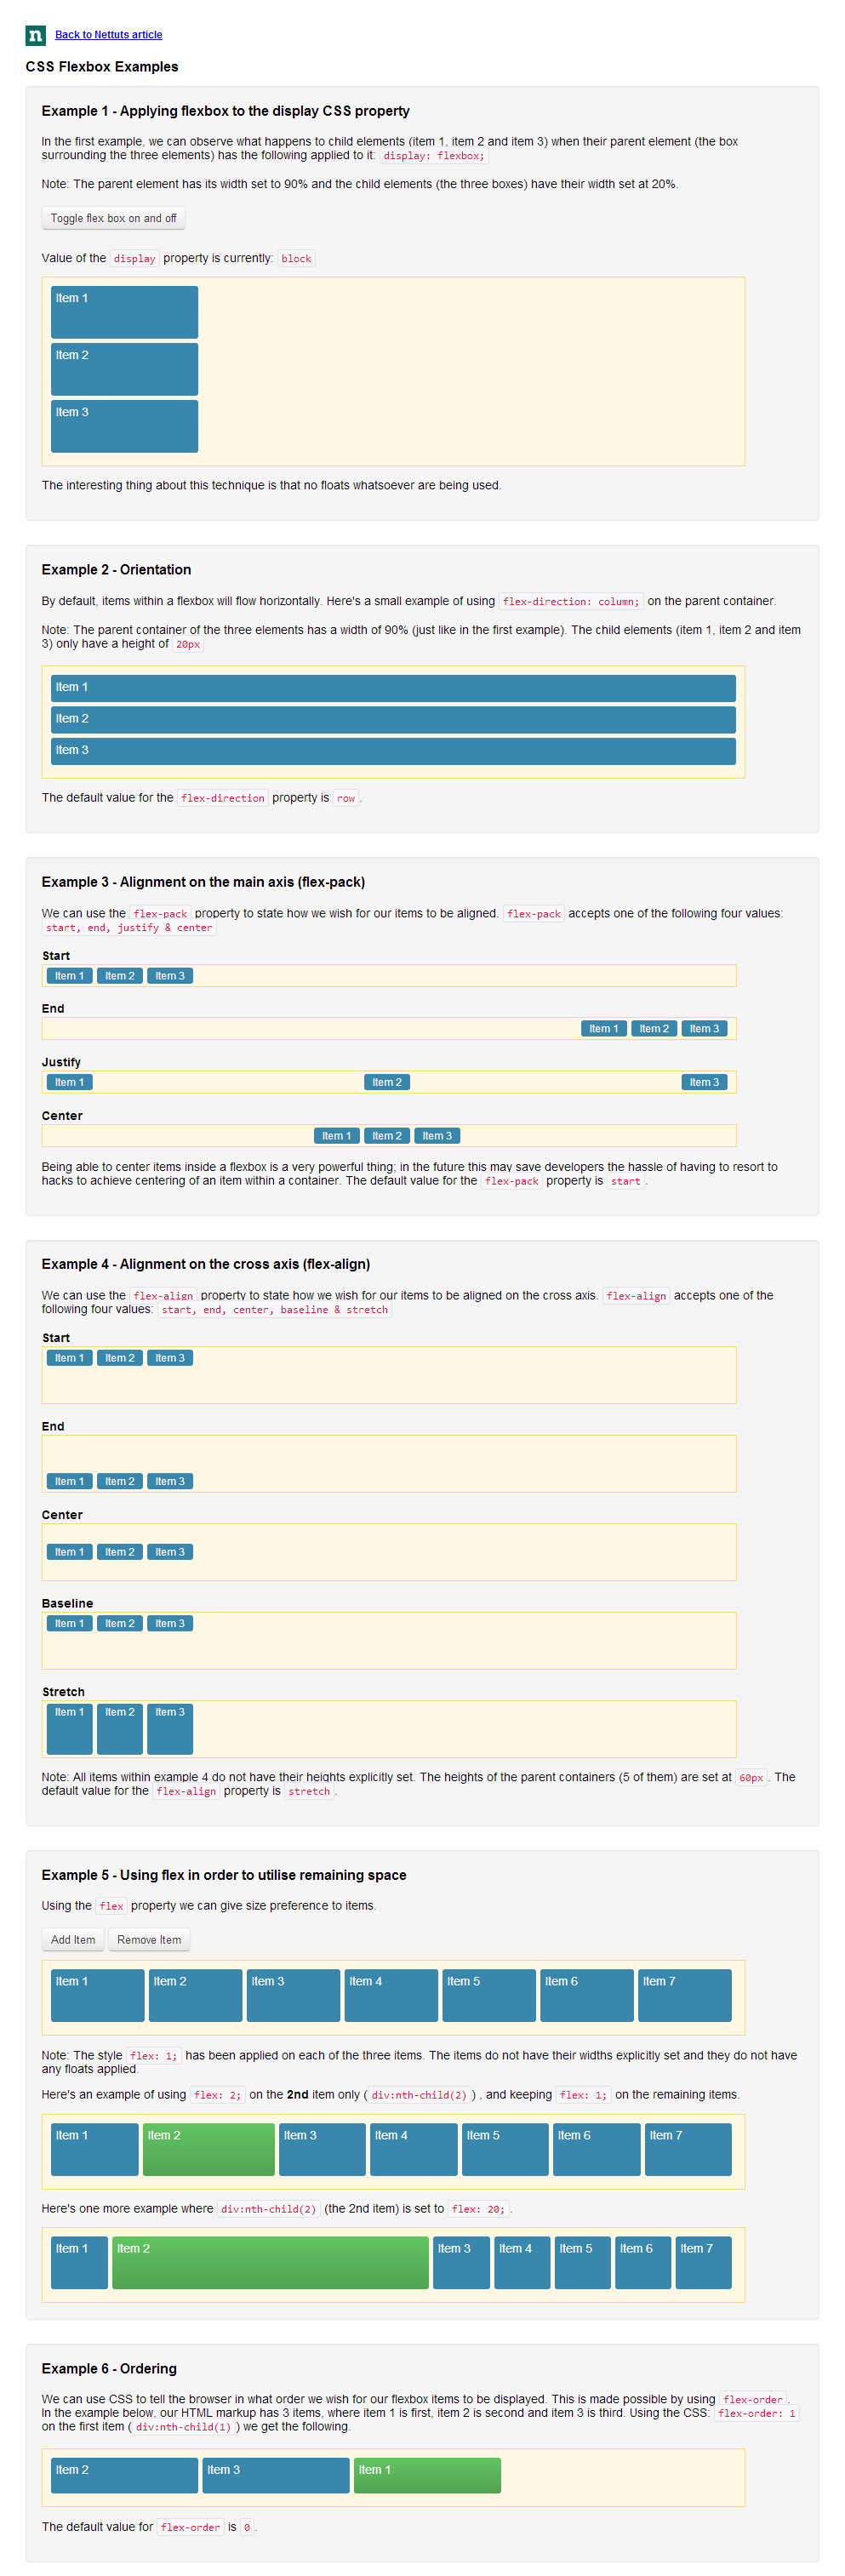 n Back to Nettuts article
CSS Flexbox Examples
Example 1 - Applying flexbox to the display CSS property
In the first example, we can observe what happens to child elements (item 1, item 2 and item 3) when their parent element (the box
surrounding the three elements) has the following applied to it: display: flexbox;
Note: The parent element has its width set to 90% and the child elements (the three boxes) have their width set at 20%.
Toggle flex box on and off
Value of the display property is currently: block
Item 1
Item 2
Item 3
The interesting thing about this technique is that no floats whatsoever are being used.
Example 2 - Orientation
By default, items within a flexbox will flow horizontally. Here's a small example of using flex-direction: column; on the parent container.
Note: The parent container of the three elements has a width of 90% (just like in the first example). The child elements (item 1, item 2 and item
3) only have a height of 20px
Item 1
Item 2
Item 3
The default value for the flex-direction property is row.
Example 3 - Alignment on the main axis (flex-pack)
We can use the flex-pack property to state how we wish for our items to be aligned. flex-pack accepts one of the following four values:
start, end, justify & center
Start
Item 1 Item 2 Item 3
End
Item 1 Item 2 Item 3
Justify
Item 1 Item 2 Item 3
Center
Item 1 Item 2 Item 3
Being able to center items inside a flexbox is a very powerful thing; in the future this may save developers the hassle of having to resort to
hacks to achieve centering of an item within a container. The default value for the flex-pack property is start.
Example 4 - Alignment on the cross axis (flex-align)
We can use the flex-align property to state how we wish for our items to be aligned on the cross axis. flex-align accepts one of the
following four values: start, end, center, baseline & stretch
Start
Item 1 Item 2 Item 3
End
Item 1 Item 2 Item 3
Center
Item 1 Item 2 Item 3
Baseline
Item 1 Item 2 Item 3
Stretch
Item 1 Item 2 Item 3
Note: All items within example 4 do not have their heights explicitly set. The heights of the parent containers (5 of them) are set at 60px. The
default value for the flex-align property is stretch.
Example 5 - Using flex in order to utilise remaining space
Using the flex property we can give size preference to items.
Add Item Remove Item
Item 1 Item 2 Item 3 Item 4 Item 5 Item 6 Item 7
Note: The style flex: 1; has been applied on each of the three items. The items do not have their widths explicitly set and they do not have
any floats applied.
Here's an example of using flex: 2; on the 2nd item only (div:nth-child(2)) , and keeping flex: 1; on the remaining items.
Item 1 Item 2 Item 3 Item 4 Item 5 Item 6 Item 7
Here's one more example where div:nth-child(2) (the 2nd item) is set to flex: 20;.
Item 1 Item 2 Item 3 Item 4 Item 5 Item 6 Item 7
Example 6 - Ordering
We can use CSS to tell the browser in what order we wish for our flexbox items to be displayed. This is made possible by using flex-order.
In the example below, our HTML markup has 3 items, where item 1 is first, item 2 is second and item 3 is third. Using the CSS: flex-order: 1
on the first item (div:nth-child(1)) we get the following.
Item 2 Item 3 Item 1
The default value for flex-order is 0.